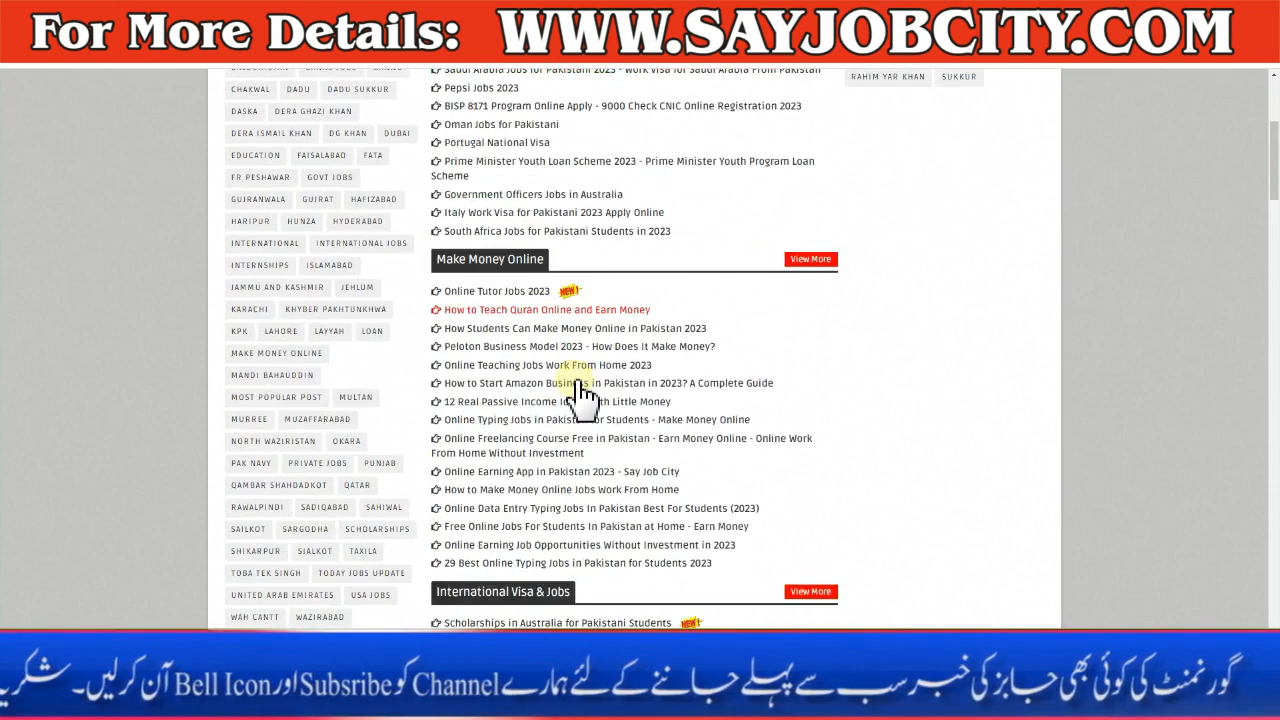 For More Details: WWW.SAYJOBCITY.COM
CHAKWAL DADU DADU SUKKUR
DASKA DERA GHAZI KHAN
DERA ISMAIL KHAN DG KHAN DUBAI
EDUCATION FAISALABAD FATA
FR PESHAWAR GOVT JOBS
GUJRANWALA GUJRAT HAFIZABAD
HARIPUR HUNZA HYDERABAD
INTERNATIONAL INTERNATIONAL JOBS
INTERNSHIPS ISLAMABAD
JAMMU AND KASHMIR JEHLUM
KARACHI KHYBER PAKHTUNKHWA
KPK LAHORE LAYYAH LOAN
MAKE MONEY ONLINE
MANDI BAHAUDDIN
MOST POPULAR POST MULTAN
MURREE MUZAFFARABAD
NORTH WAZIRISTAN OKARA
PAK NAVY PRIVATE JOBS PUNJAB
QAMBAR SHAHDADKOT QATAR
RAWALPINDI SADIQABAD SAHIWAL
SAILKOT SARGODHA SCHOLARSHIPS
SHIKARPUR SIALKOT TAXILA
TOBA TEK SINGH TODAY JOBS UPDATE
UNITED ARAB EMIRATES USA JOBS
WAH CANTT WAZIRABAD
Saudi Arabia Jobs for Pakistani 2023 - Work Visa for Saudi Arabia From Pakistan
Pepsi Jobs 2023
BISP 8171 Program Online Apply - 9000 Check CNIC Online Registration 2023
Oman Jobs for Pakistani
Portugal National Visa
Prime Minister Youth Loan Scheme 2023 - Prime Minister Youth Program Loan
Scheme
Government Officers Jobs in Australia
Italy Work Visa for Pakistani 2023 Apply Online
South Africa Jobs for Pakistani Students in 2023
Make Money Online View More
Online Tutor Jobs 2023 NEW!
How to Teach Quran Online and Earn Money
How Students Can Make Money Online in Pakistan 2023
Peloton Business Model 2023 - How Does It Make Money?
Online Teaching Jobs Work From Home 2023
How to Start Amazon Business in Pakistan in 2023? A Complete Guide
12 Real Passive Income With Little Money
Online Typing Jobs in Pakistan for Students - Make Money Online
Online Freelancing Course Free in Pakistan - Earn Money Online - Online Work
From Home Without Investment
Online Earning App in Pakistan 2023 - Say Job City
How to Make Money Online Jobs Work From Home
Online Data Entry Typing Jobs In Pakistan Best For Students (2023)
Free Online Jobs For Students In Pakistan at Home - Earn Money
Online Earning Job Opportunities Without Investment in 2023
29 Best Online Typing Jobs in Pakistan for Students 2023
International Visa & Jobs View More
Scholarships in Australia for Pakistani Students NEW!
RAHIM YAR KHAN SUKKUR
گورنمنٹ کی کوئی بھی جابز کی خبر سب سے پہلے جاننے کے لئے ہمارے Channel کو Subsribe اور Bell Icon آن کرلیں۔ شکریہ